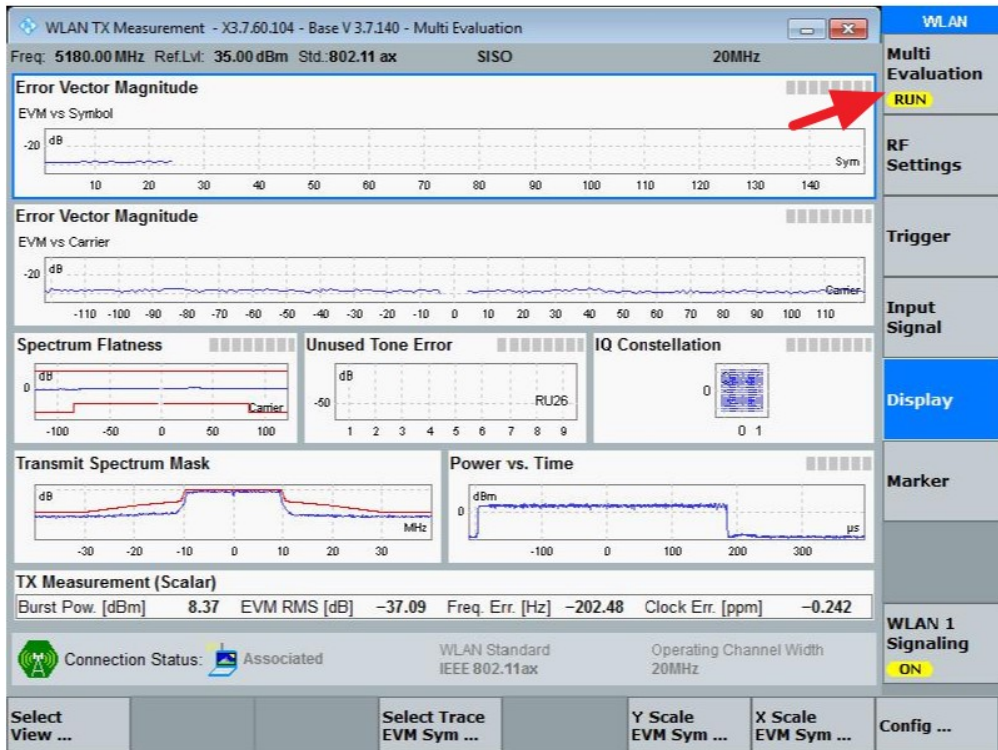 WLAN TX Measurement - X3.7.60.104 - Base V 3.7.140 - Multi Evaluation
Freq: 5180.00 MHz Ref.Lvl: 35.00 dBm Std.:802.11 ax SISO 20MHz
Error Vector Magnitude
EVM vs Symbol
dB
-20
Sym
10 20 30 40 50 60 70 80 90 100 110 120 130 140
Error Vector Magnitude
EVM vs Carrier
dB
-20
Carrier
-110 -100 -90 -80 -70 -60 -50 -40 -30 -20 -10 0 10 20 30 40 50 60 70 80 90 100 110
Spectrum Flatness
dB
0
Carrier
-100 -50 0 50 100
Unused Tone Error
dB
-50
RU26
1 2 3 4 5 6 7 8 9
IQ Constellation
0
0 1
Transmit Spectrum Mask
dB
MHz
-30 -20 -10 0 10 20 30
Power vs. Time
dBm
0
µs
-100 0 100 200 300
TX Measurement (Scalar)
Burst Pow. [dBm] 8.37 EVM RMS [dB] −37.09 Freq. Err. [Hz] −202.48 Clock Err. [ppm] −0.242
Connection Status: Associated
WLAN Standard
IEEE 802.11ax
Operating Channel Width
20MHz
WLAN
Multi
Evaluation
RUN
RF
Settings
Trigger
Input
Signal
Display
Marker
WLAN 1
Signaling
ON
Select
View ...
Select Trace
EVM Sym ...
Y Scale
EVM Sym ...
X Scale
EVM Sym ...
Config ...